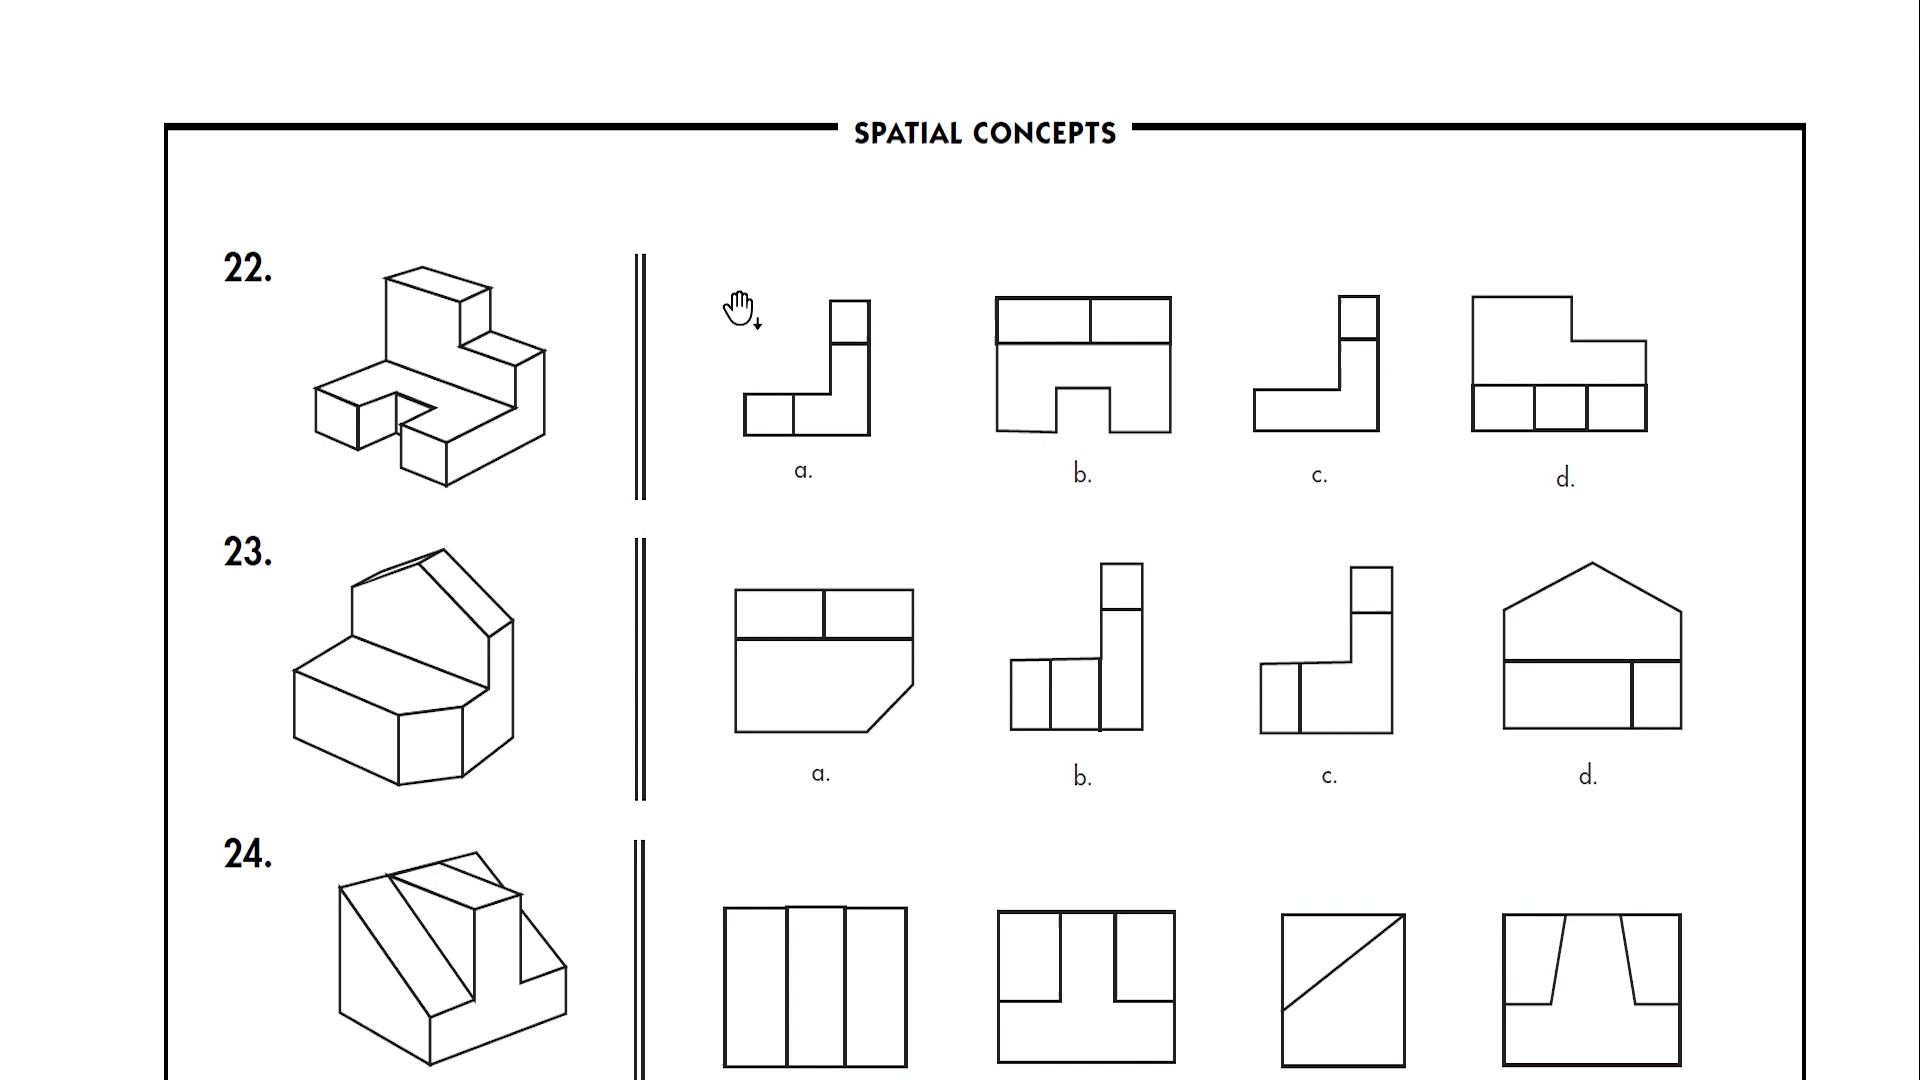 SPATIAL CONCEPTS
22.
a.
b.
c.
d.
23.
a.
b.
c.
d.
24.